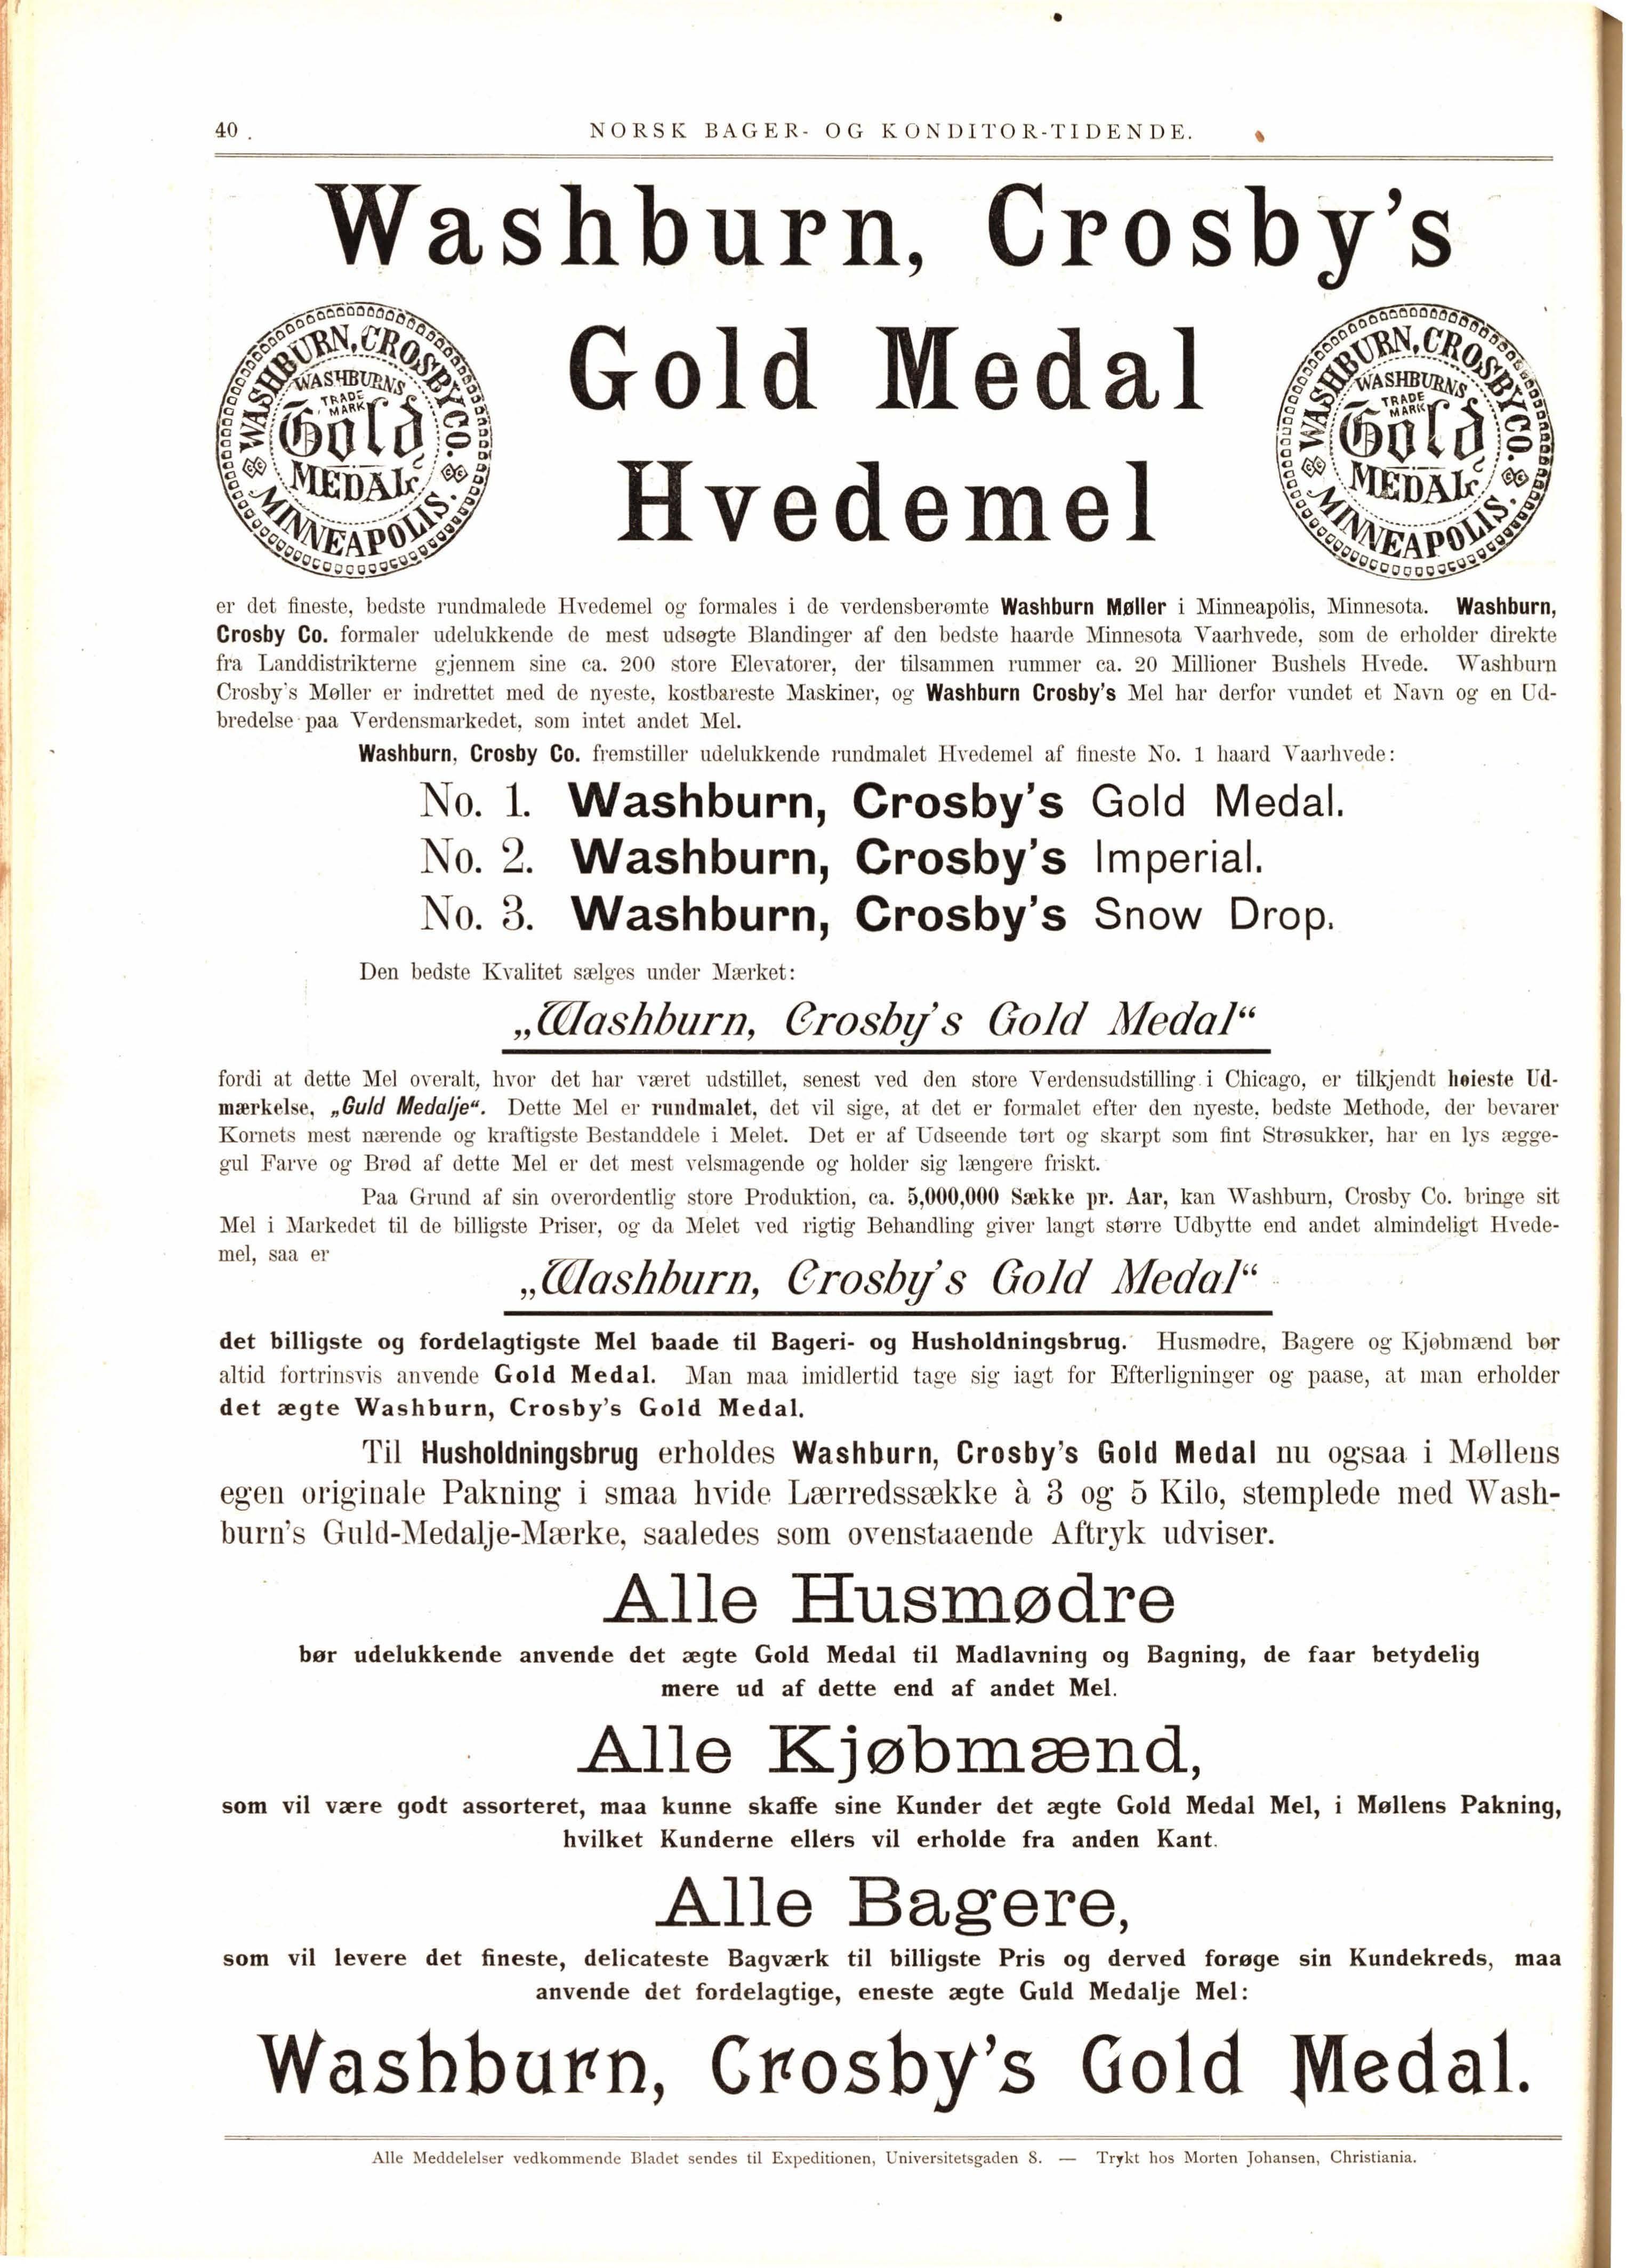 40 .
NORSK BAGER- OG KONDITOR-TIDENDE.
Washburn, Crosby's
Gold Medal
Hvedemel
WASHBURN, CROSBY CO.
WASHBURNS
TRADE
MARK
Gold
MEDAL
MINNEAPOLIS.
WASHBURN, CROSBY CO.
WASHBURNS
TRADE
MARK
Gold
MEDAL
MINNEAPOLIS.
er det fineste, bedste rundmalede Hvedemel og formales i de verdensberømte Washburn Møller i Minneapolis, Minnesota. Washburn,
Crosby Co. formaler udelukkende de mest udsøgte Blandinger af den bedste haarde Minnesota Vaarhvede, som de erholder direkte
fra Landdistrikterne gjennem sine ca. 200 store Elevatorer, der tilsammen rummer ca. 20 Millioner Bushels Hvede. Washburn
Crosby's Møller er indrettet med de nyeste, kostbareste Maskiner, og Washburn Crosby's Mel har derfor vundet et Navn og en Ud-
bredelse paa Verdensmarkedet, som intet andet Mel.
Washburn, Crosby Co. fremstiller udelukkende rundmalet Hvedemel af fineste No. 1 haard Vaarhvede:
No. 1. Washburn, Crosby's Gold Medal.
No. 2. Washburn, Crosby's Imperial.
No. 3. Washburn, Crosby's Snow Drop.
Den bedste Kvalitet sælges under Mærket:
„Washburn, Crosby's Gold Medal“
fordi at dette Mel overalt, hvor det har været udstillet, senest ved den store Verdensudstilling i Chicago, er tilkjendt høieste Ud-
mærkelse, „Guld Medalje“. Dette Mel er rundmalet, det vil sige, at det er formalet efter den nyeste, bedste Methode, der bevarer
Kornets mest nærende og kraftigste Bestanddele i Melet. Det er af Udseende tørt og skarpt som fint Strøsukker, har en lys ægge-
gul Farve og Brød af dette Mel er det mest velsmagende og holder sig længere friskt.
Paa Grund af sin overordentlig store Produktion, ca. 5,000,000 Sække pr. Aar, kan Washburn, Crosby Co. bringe sit
Mel i Markedet til de billigste Priser, og da Melet ved rigtig Behandling giver langt større Udbytte end andet almindeligt Hvede-
mel, saa er
„Washburn, Crosby's Gold Medal“
det billigste og fordelagtigste Mel baade til Bageri- og Husholdningsbrug. Husmødre, Bagere og Kjøbmænd bør
altid fortrinsvis anvende Gold Medal. Man maa imidlertid tage sig iagt for Efterligninger og paase, at man erholder
det ægte Washburn, Crosby's Gold Medal.
Til Husholdningsbrug erholdes Washburn, Crosby's Gold Medal nu ogsaa i Møllens
egen originale Pakning i smaa hvide Lærredssække à 3 og 5 Kilo, stemplede med Wash-
burn's Guld-Medalje-Mærke, saaledes som ovenstaaende Aftryk udviser.
Alle Husmødre
bør udelukkende anvende det ægte Gold Medal til Madlavning og Bagning, de faar betydelig
mere ud af dette end af andet Mel.
Alle Kjøbmænd,
som vil være godt assorteret, maa kunne skaffe sine Kunder det ægte Gold Medal Mel, i Møllens Pakning,
hvilket Kunderne ellers vil erholde fra anden Kant.
Alle Bagere,
som vil levere det fineste, delicateste Bagværk til billigste Pris og derved forøge sin Kundekreds, maa
anvende det fordelagtige, eneste ægte Guld Medalje Mel:
Washburn, Crosby's Gold Medal.
Alle Meddelelser vedkommende Bladet sendes til Expeditionen, Universitetsgaden 8. — Trykt hos Morten Johansen, Christiania.